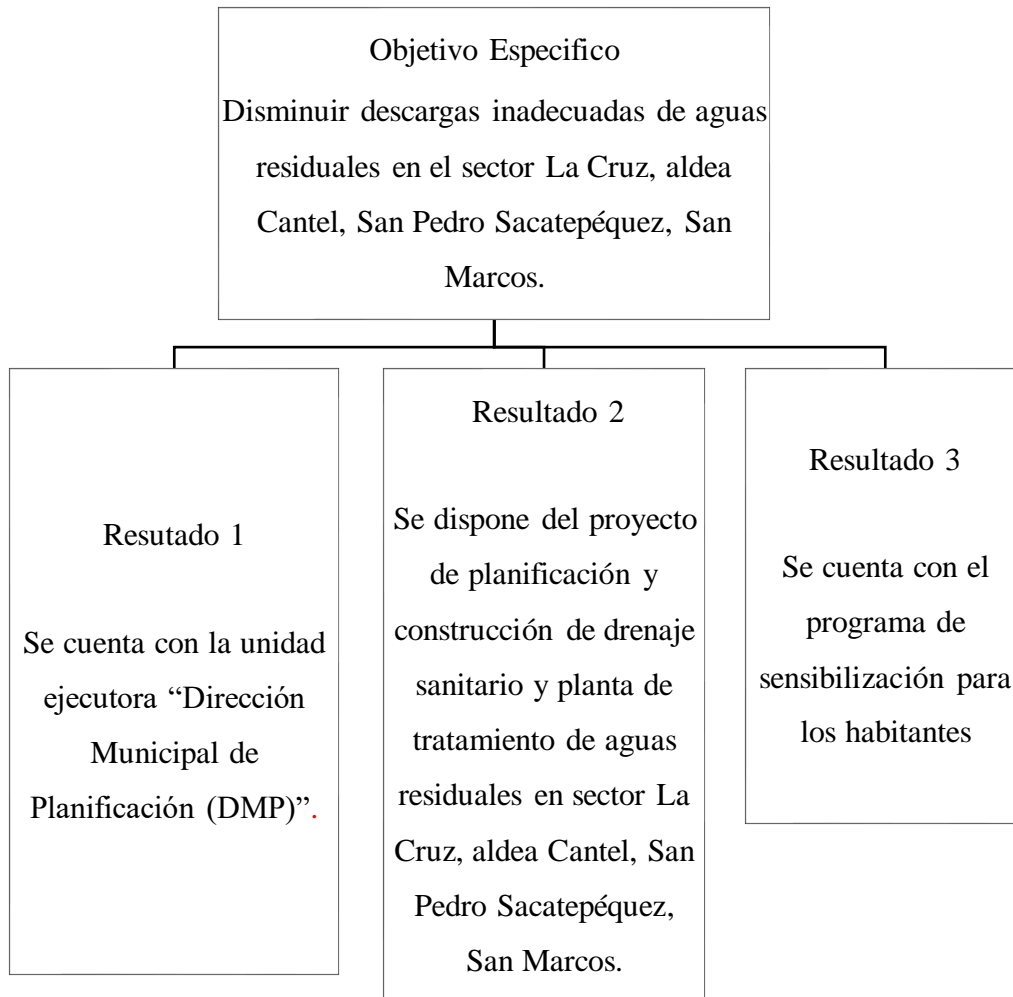 Objetivo Especifico
Disminuir descargas inadecuadas de aguas
residuales en el sector La Cruz, aldea
Cantel, San Pedro Sacatepéquez, San
Marcos.
Resutado 1
Se cuenta con la unidad
ejecutora “Dirección
Municipal de
Planificación (DMP)”.
Resultado 2
Se dispone del proyecto
de planificación y
construcción de drenaje
sanitario y planta de
tratamiento de aguas
residuales en sector La
Cruz, aldea Cantel, San
Pedro Sacatepéquez,
San Marcos.
Resultado 3
Se cuenta con el
programa de
sensibilización para
los habitantes